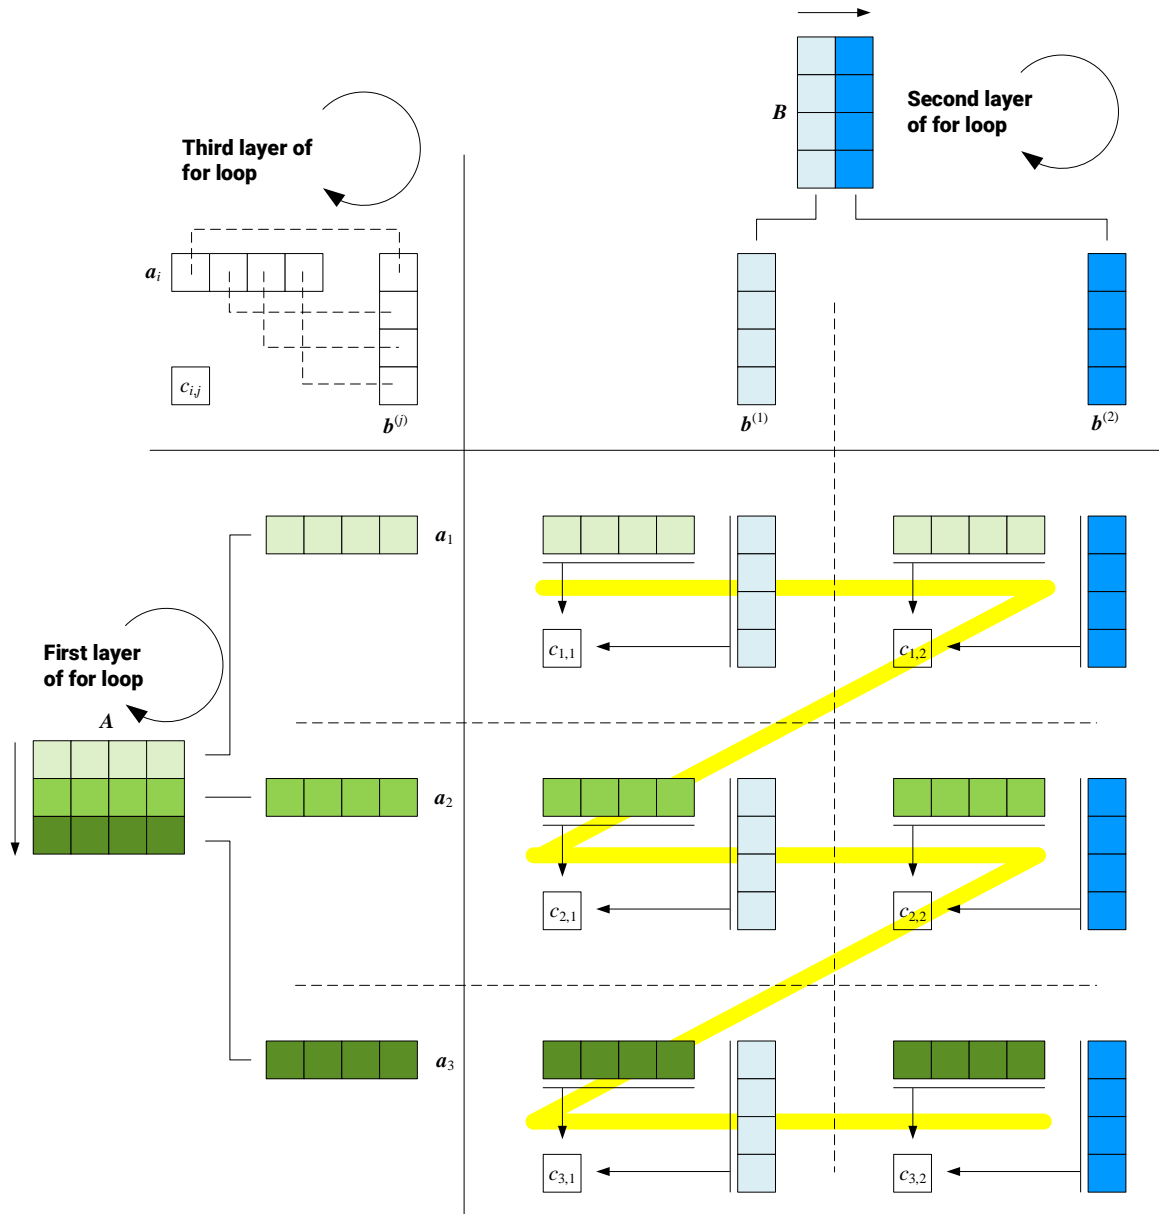 B
Second layer
of for loop
Third layer of
for loop
a_i
c_{i,j}
b^{(j)}
b^{(1)}
b^{(2)}
a_1
c_{1,1}
c_{1,2}
First layer
of for loop
A
a_2
c_{2,1}
c_{2,2}
a_3
c_{3,1}
c_{3,2}